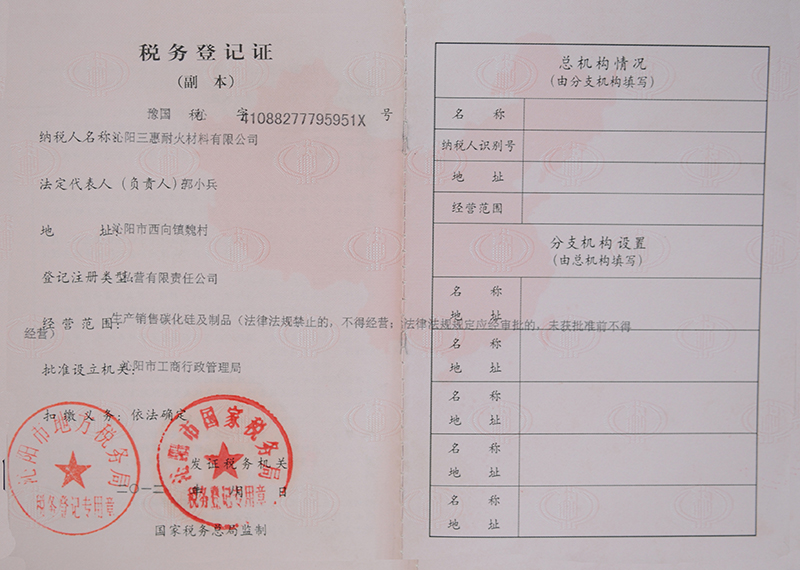 税务登记证
(副 本)
豫国 税 字 41088277795951X 号
纳税人名称:沁阳三惠耐火材料有限公司
法定代表人(负责人)郭小兵
地 址:沁阳市西向镇魏村
登记注册类型:私营有限责任公司
经营范围:生产销售碳化硅及制品(法律法规禁止的,不得经营;法律法规规定应经审批的,未获批准前不得
经营)
批准设立机关:沁阳市工商行政管理局
扣缴义务:依法确定
发证税务机关
二〇一二 年 月 日
国家税务总局监制
沁阳市地方税务局
税务登记专用章
沁阳市国家税务局
税务登记专用章
总机构情况
(由分支机构填写)
名 称
纳税人识别号
地 址
经营范围
分支机构设置
(由总机构填写)
名 称
地 址
名 称
地 址
名 称
地 址
名 称
地 址
名 称
地 址